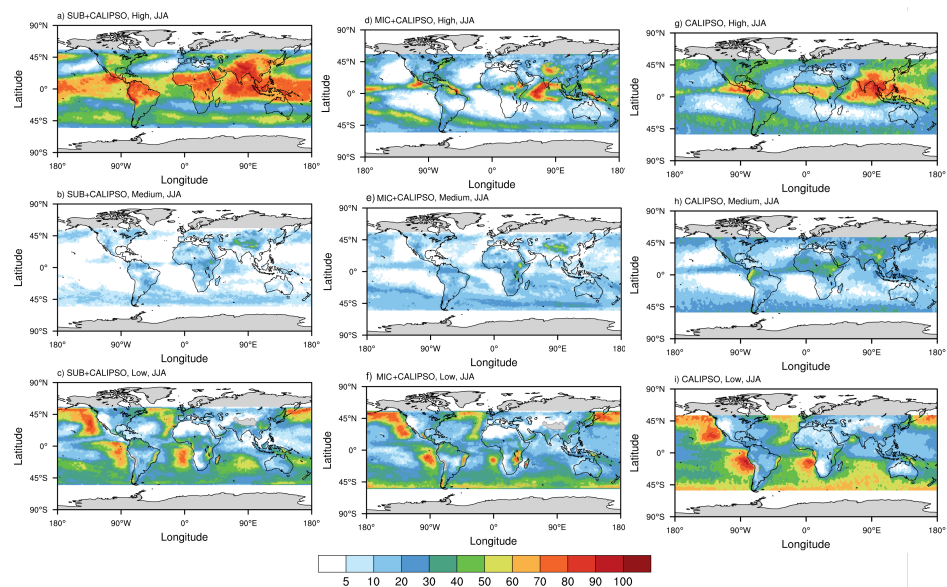 a) SUB+CALIPSO, High, JJA
90°N
45°N
0°
45°S
90°S
Latitude
180° 90°W 0° 90°E 180°
Longitude
d) MIC+CALIPSO, High, JJA
90°N
45°N
0°
45°S
90°S
Latitude
180° 90°W 0° 90°E 180°
Longitude
g) CALIPSO, High, JJA
90°N
45°N
0°
45°S
90°S
Latitude
180° 90°W 0° 90°E 180°
Longitude
b) SUB+CALIPSO, Medium, JJA
90°N
45°N
0°
45°S
90°S
Latitude
180° 90°W 0° 90°E 180°
Longitude
e) MIC+CALIPSO, Medium, JJA
90°N
45°N
0°
45°S
90°S
Latitude
180° 90°W 0° 90°E 180°
Longitude
h) CALIPSO, Medium, JJA
90°N
45°N
0°
45°S
90°S
Latitude
180° 90°W 0° 90°E 180°
Longitude
c) SUB+CALIPSO, Low, JJA
90°N
45°N
0°
45°S
90°S
Latitude
180° 90°W 0° 90°E 180°
Longitude
f) MIC+CALIPSO, Low, JJA
90°N
45°N
0°
45°S
90°S
Latitude
180° 90°W 0° 90°E 180°
Longitude
i) CALIPSO, Low, JJA
90°N
45°N
0°
45°S
90°S
Latitude
180° 90°W 0° 90°E 180°
Longitude
5 10 20 30 40 50 60 70 80 90 100